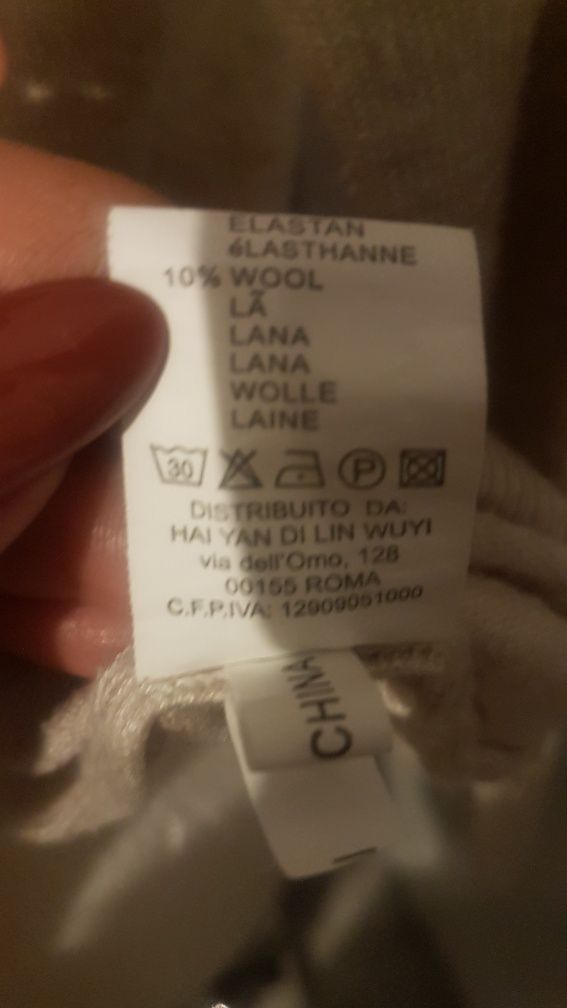 ELASTAN
éLASTHANNE
10% WOOL
LÃ
LANA
LANA
WOLLE
LAINE
30
P
DISTRIBUITO DA:
HAI YAN DI LIN WUYI
via dell'Omo, 128
00155 ROMA
C.F.P.IVA: 12909051000
CHINA